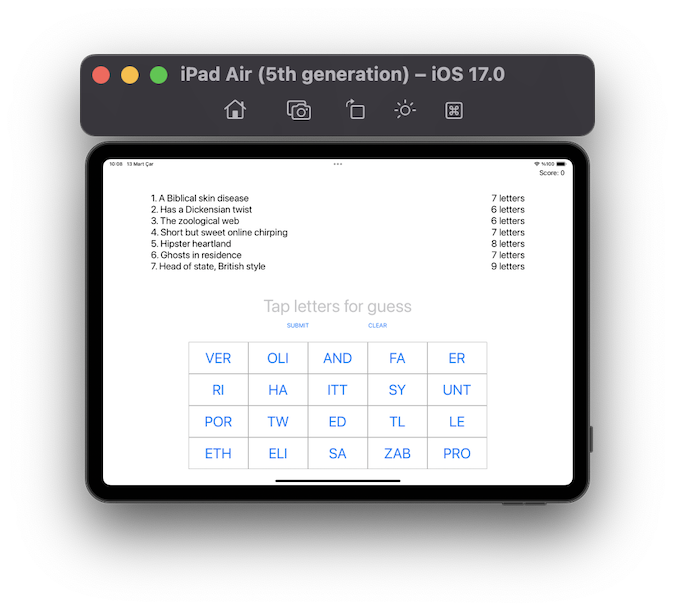 iPad Air (5th generation) – iOS 17.0
10:08 13 Mart Çar
%100
Score: 0
1. A Biblical skin disease 7 letters
2. Has a Dickensian twist 6 letters
3. The zoological web 6 letters
4. Short but sweet online chirping 7 letters
5. Hipster heartland 8 letters
6. Ghosts in residence 7 letters
7. Head of state, British style 9 letters
Tap letters for guess
SUBMIT CLEAR
VER OLI AND FA ER
RI HA ITT SY UNT
POR TW ED TL LE
ETH ELI SA ZAB PRO